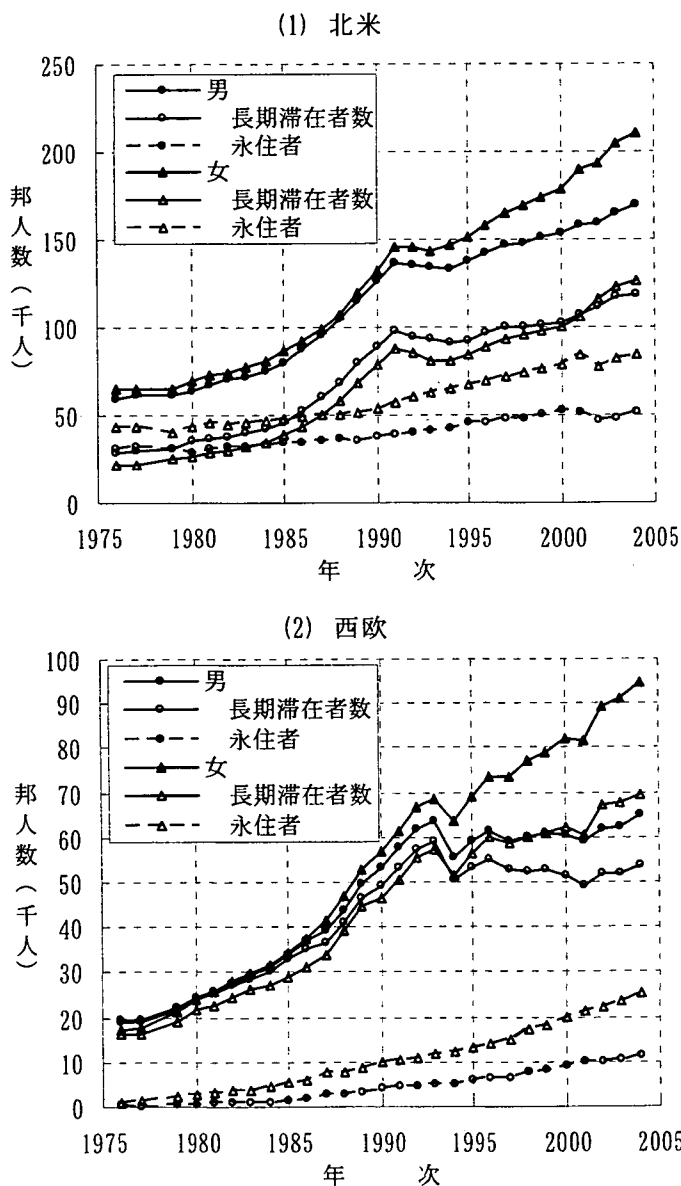 (1) 北米
250
200
150
100
50
0
邦人数(千人)
男
長期滞在者数
永住者
女
長期滞在者数
永住者
1975 1980 1985 1990 1995 2000 2005
年 次
(2) 西欧
100
90
80
70
60
50
40
30
20
10
0
邦人数(千人)
男
長期滞在者数
永住者
女
長期滞在者数
永住者
1975 1980 1985 1990 1995 2000 2005
年 次